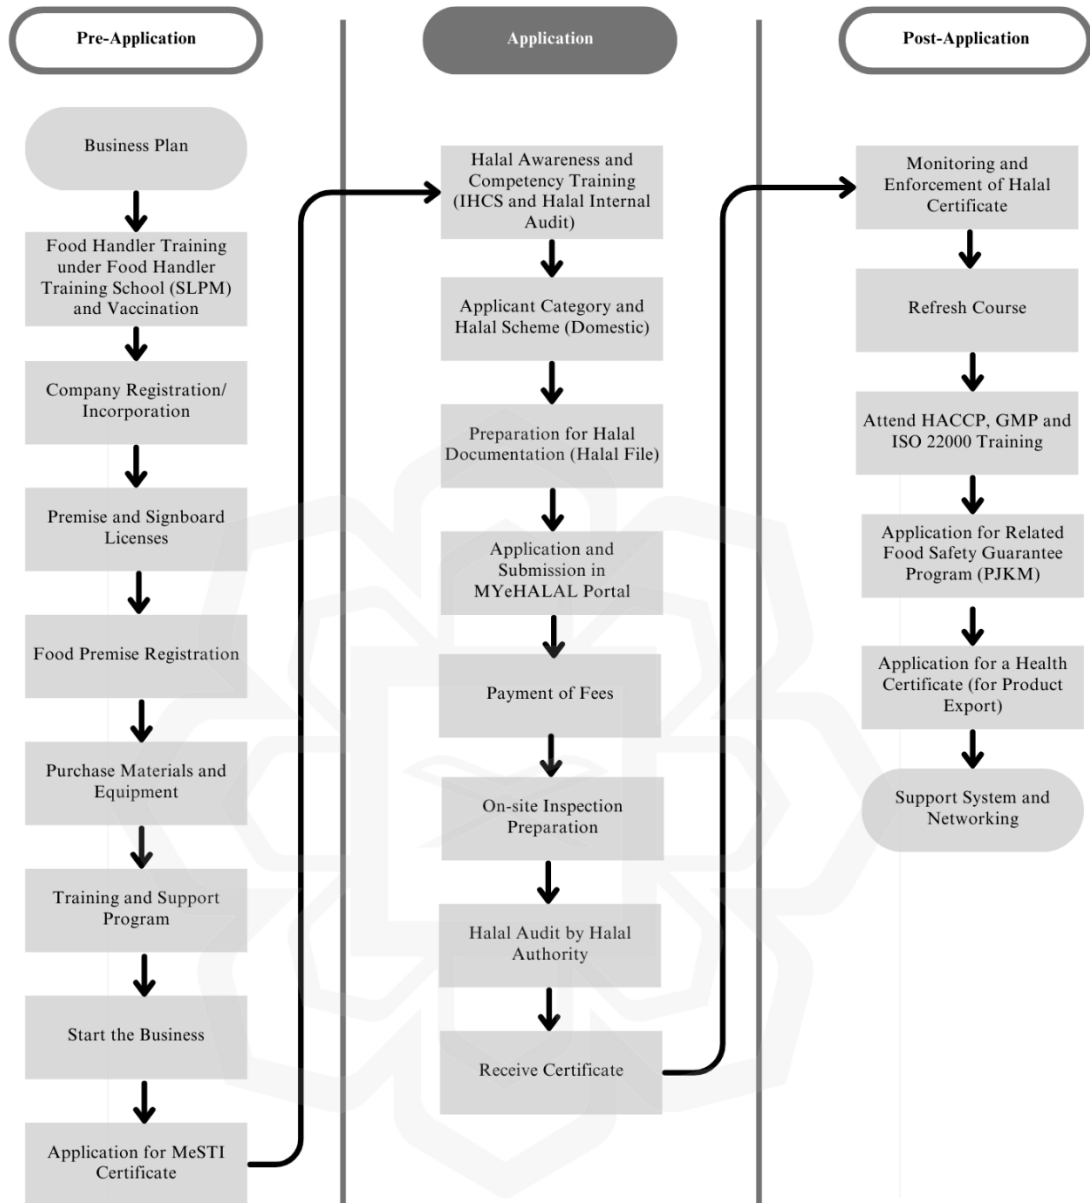 Pre-Application
Business Plan
Food Handler Training
under Food Handler
Training School (SLPM)
and Vaccination
Company Registration/
Incorporation
Premise and Signboard
Licenses
Food Premise Registration
Purchase Materials and
Equipment
Training and Support
Program
Start the Business
Application for MeSTI
Certificate
Application
Halal Awareness and
Competency Training
(IHCS and Halal Internal
Audit)
Applicant Category and
Halal Scheme (Domestic)
Preparation for Halal
Documentation (Halal File)
Application and
Submission in
MYeHALAL Portal
Payment of Fees
On-site Inspection
Preparation
Halal Audit by Halal
Authority
Receive Certificate
Post-Application
Monitoring and
Enforcement of Halal
Certificate
Refresh Course
Attend HACCP, GMP and
ISO 22000 Training
Application for Related
Food Safety Guarantee
Program (PJKM)
Application for a Health
Certificate (for Product
Export)
Support System and
Networking